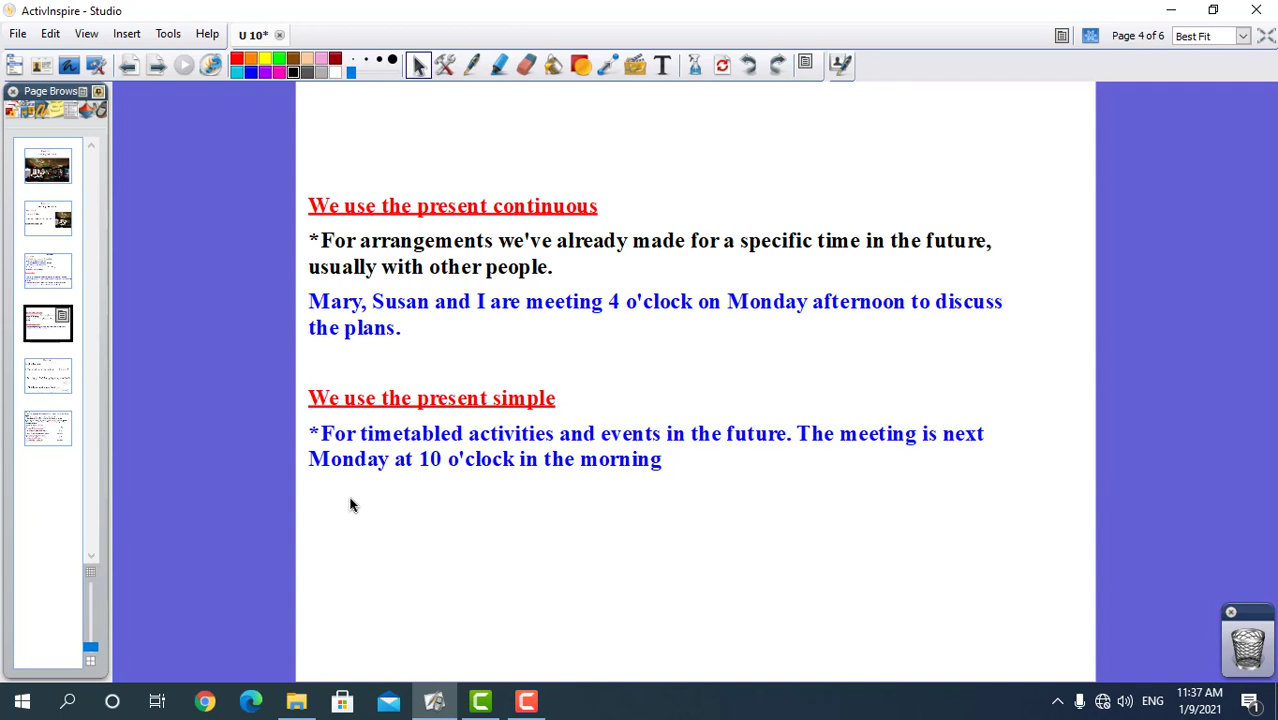 ActivInspire - Studio
File Edit View Insert Tools Help U 10* Page 4 of 6 Best Fit
Page Brows
We use the present continuous
*For arrangements we've already made for a specific time in the future,
usually with other people.
Mary, Susan and I are meeting 4 o'clock on Monday afternoon to discuss
the plans.
We use the present simple
*For timetabled activities and events in the future. The meeting is next
Monday at 10 o'clock in the morning
ENG
11:37 AM
1/9/2021